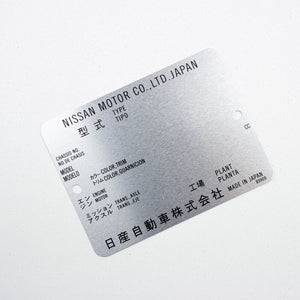 NISSAN MOTOR CO.,LTD. JAPAN
型式 TYPE TIPO
CHASSIS NO.
NO DE CHASIS
MODEL
MODELO
カラー COLOR,TRIM
トリム COLOR,GUARNICION
エンジン ENGINE MOTOR
ミッション TRANS.,AXLE
アクスル TRANS.,EJE
工場 PLANT PLANTA
MADE IN JAPAN
日産自動車株式会社